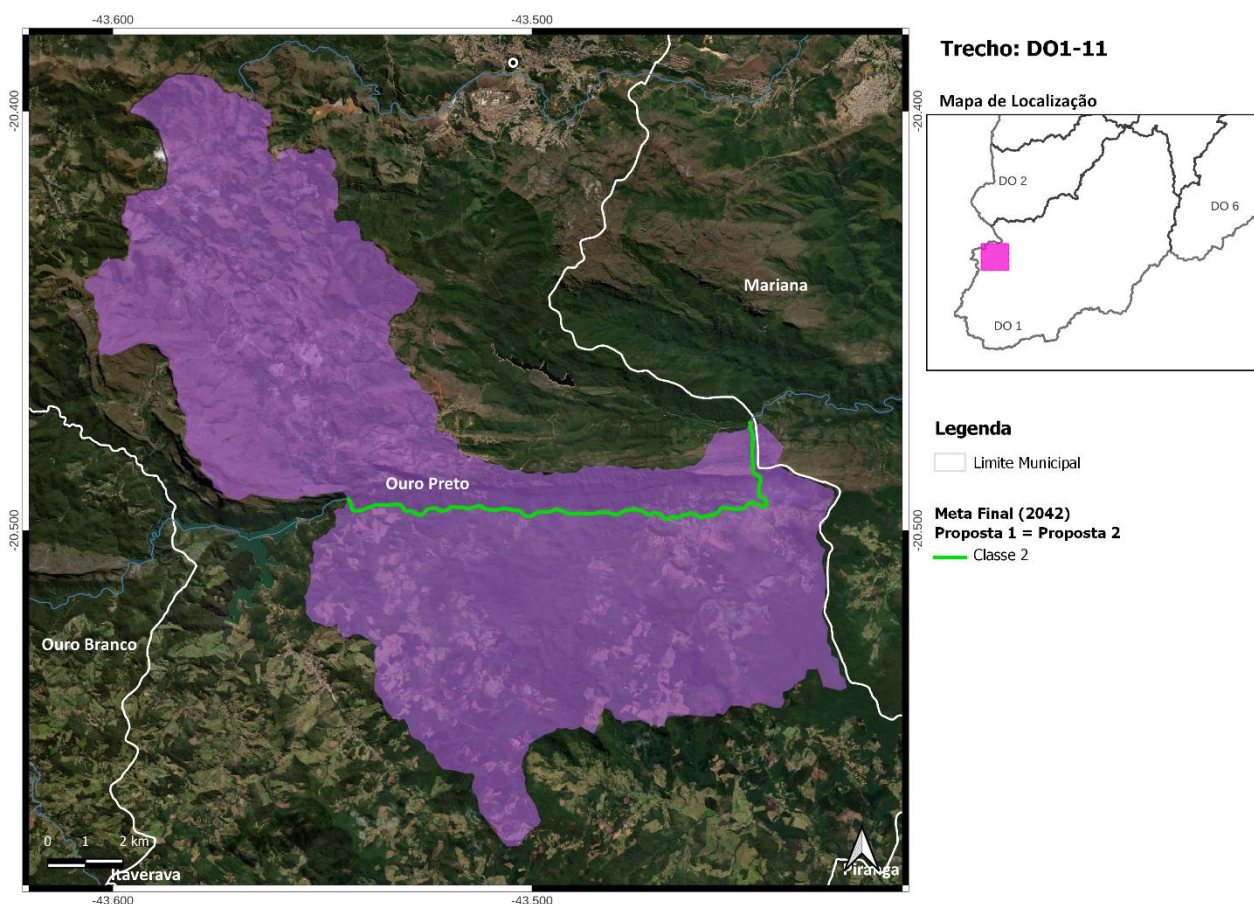 -43.600
-43.500
Trecho: DO1-11
Mapa de Localização
DO 2
DO 6
DO 1
-20.400
-20.400
Mariana
Legenda
Limite Municipal
Ouro Preto
-20.500
-20.500
Meta Final (2042)
Proposta 1 = Proposta 2
Classe 2
Ouro Branco
0 1 2 km
Itaverava
Piranga
-43.600
-43.500